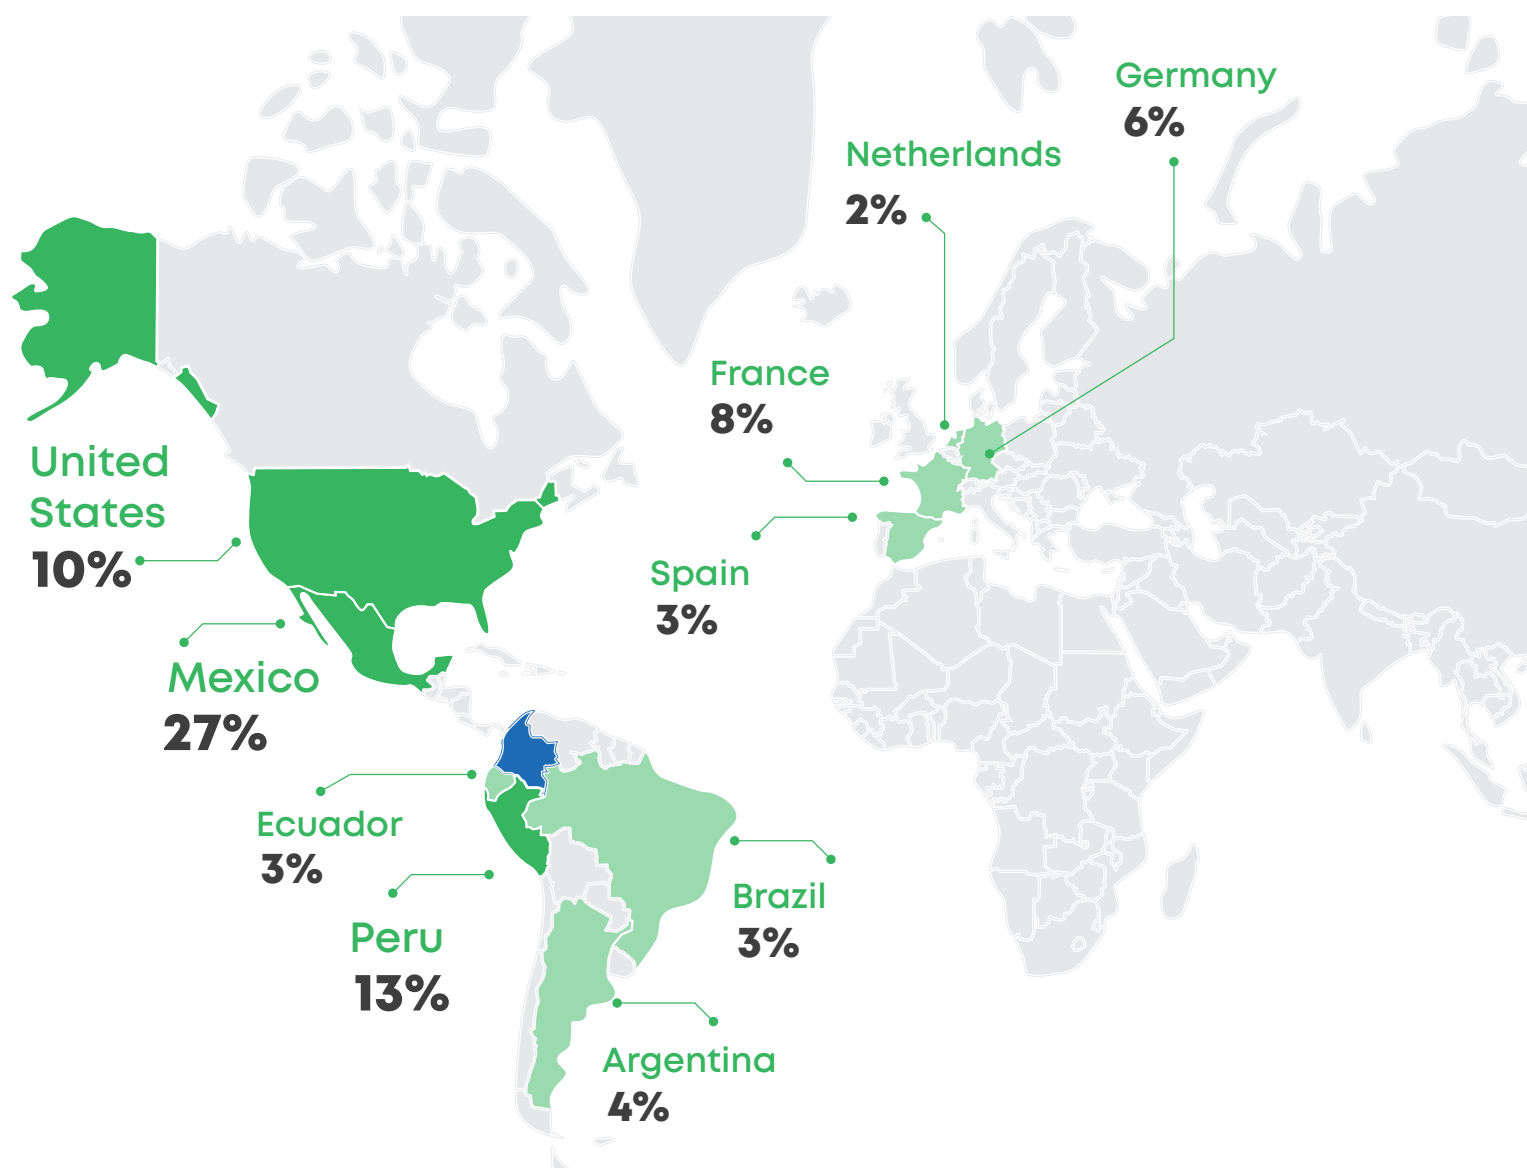 Germany
6%
Netherlands
2%
France
8%
United
States
10%
Spain
3%
Mexico
27%
Ecuador
3%
Brazil
3%
Peru
13%
Argentina
4%